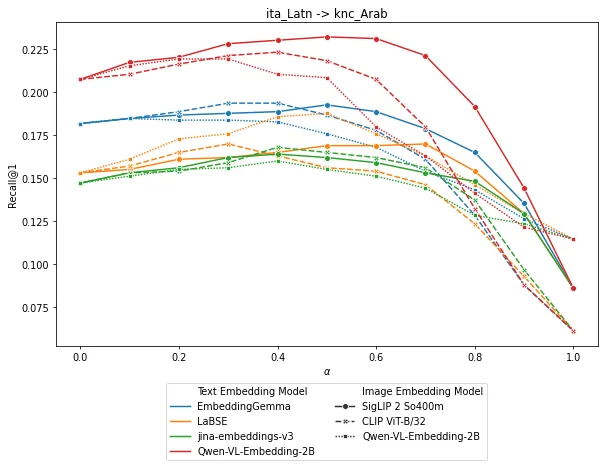 ita_Latn -> knc_Arab
Recall@1
0.225
0.200
0.175
0.150
0.125
0.100
0.075
0.0 0.2 0.4 0.6 0.8 1.0
α
Text Embedding Model Image Embedding Model
EmbeddingGemma SigLIP 2 So400m
LaBSE CLIP ViT-B/32
jina-embeddings-v3 Qwen-VL-Embedding-2B
Qwen-VL-Embedding-2B